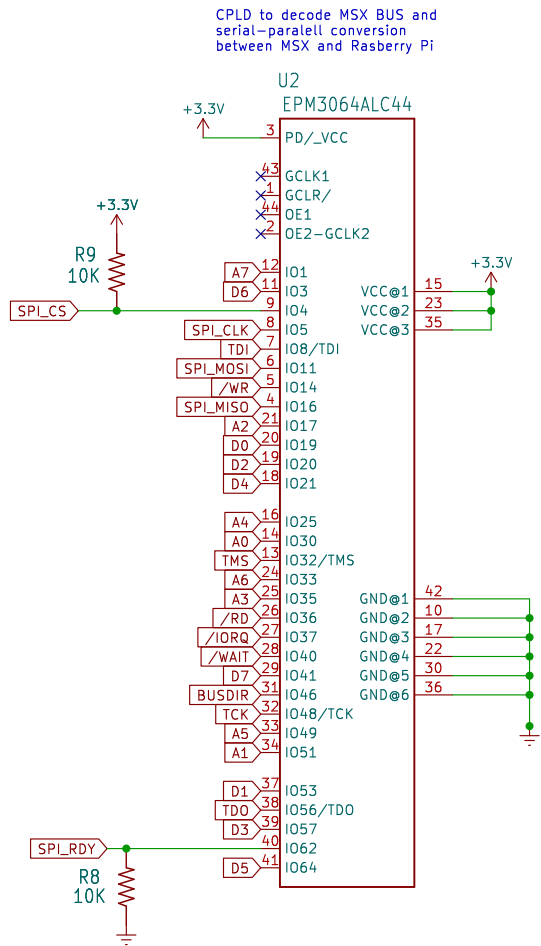 CPLD to decode MSX BUS and
serial-paralell conversion
between MSX and Rasberry Pi
U2
EPM3064ALC44
+3.3V
3 PD/_VCC
43 GCLK1
1 GCLR/
44 OE1
2 OE2-GCLK2
+3.3V
R9
10K
A7 12 IO1
D6 11 IO3
SPI_CS 9 IO4
SPI_CLK 8 IO5
TDI 7 IO8/TDI
SPI_MOSI 6 IO11
/WR 5 IO14
SPI_MISO 4 IO16
A2 21 IO17
D0 20 IO19
D2 19 IO20
D4 18 IO21
A4 16 IO25
A0 14 IO30
TMS 13 IO32/TMS
A6 24 IO33
A3 25 IO35
/RD 26 IO36
/IORQ 27 IO37
/WAIT 28 IO40
D7 29 IO41
BUSDIR 31 IO46
TCK 32 IO48/TCK
A5 33 IO49
A1 34 IO51
D1 37 IO53
TDO 38 IO56/TDO
D3 39 IO57
SPI_RDY 40 IO62
D5 41 IO64
R8
10K
+3.3V
VCC@1 15
VCC@2 23
VCC@3 35
GND@1 42
GND@2 10
GND@3 17
GND@4 22
GND@5 30
GND@6 36